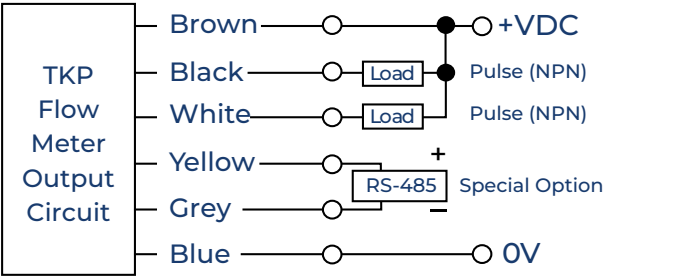 TKP
Flow
Meter
Output
Circuit
Brown +VDC
Black Load Pulse (NPN)
White Load Pulse (NPN)
Yellow +
RS-485 Special Option
Grey −
Blue 0V